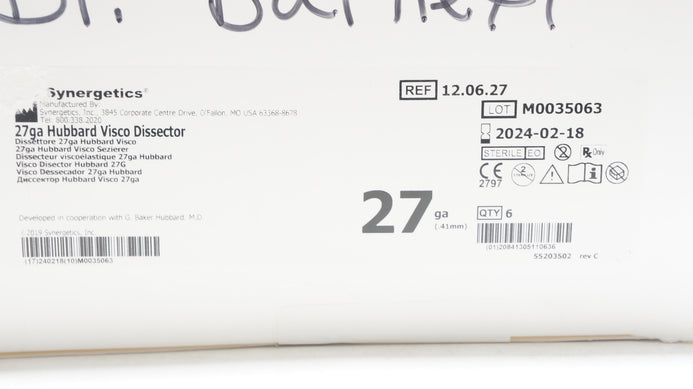 Dr. Bartlett
Synergetics®
Manufactured By:
Synergetics, Inc., 3845 Corporate Centre Drive, O'Fallon, MO USA 63368-8678
Tel: 800.338.2020
27ga Hubbard Visco Dissector
Dissettore 27ga Hubbard Visco
27ga Hubbard Visco Sezierer
Dissecteur viscoélastique 27ga Hubbard
Visco Disector Hubbard 27G
Visco Dessecador 27ga Hubbard
Диссектор Hubbard Visco 27ga
Developed in cooperation with G. Baker Hubbard, M.D.
©2019 Synergetics, Inc.
(17)240218(10)M0035063
27 ga
(.41mm)
REF 12.06.27
LOT M0035063
2024-02-18
STERILE EO
Rx Only
CE
2797
QTY 6
(01)20841305110636
55203502 rev C